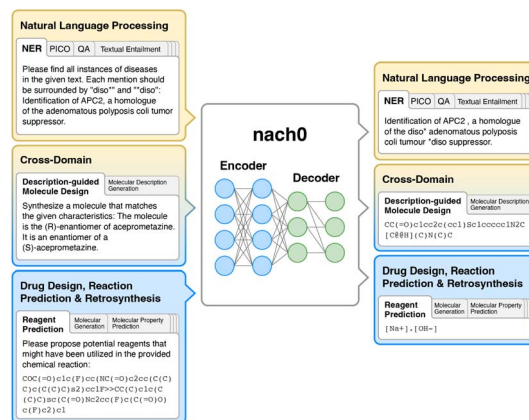 Natural Language Processing
NER PICO QA Textual Entailment
Please find all instances of diseases
in the given text. Each mention should
be surrounded by "diso*" and "*diso":
Identification of APC2, a homologue
of the adenomatous polyposis coli tumor
suppressor.
Cross-Domain
Description-guided
Molecule Design
Molecular Description
Generation
Synthesize a molecule that matches
the given characteristics: The molecule
is the (R)-enantiomer of aceprometazine.
It is an enantiomer of a
(S)-aceprometazine.
Drug Design, Reaction
Prediction & Retrosynthesis
Reagent
Prediction
Molecular
Generation
Molecular Property
Prediction
Please propose potential reagents that
might have been utilized in the provided
chemical reaction:
COC(=O)c1c(F)cc(NC(=O)c2cc(C(C)
C)c(C(C)C)s2)cc1F>>CC(C)c1c(C
(C)C)sc(C(=O)Nc2cc(F)c(C(=O)O)
c(F)c2)c1
nach0
Encoder
Decoder
Natural Language Processing
NER PICO QA Textual Entailment
Identification of APC2 , a homologue
of the diso* adenomatous polyposis
coli tumour *diso suppressor.
Cross-Domain
Description-guided
Molecule Design
Molecular Description
Generation
CC(=O)c1cc2c(cc1)Sc1ccccc1N2C
[C@@H](C)N(C)C
Drug Design, Reaction
Prediction & Retrosynthesis
Reagent
Prediction
Molecular
Generation
Molecular Property
Prediction
[Na+].[OH-]